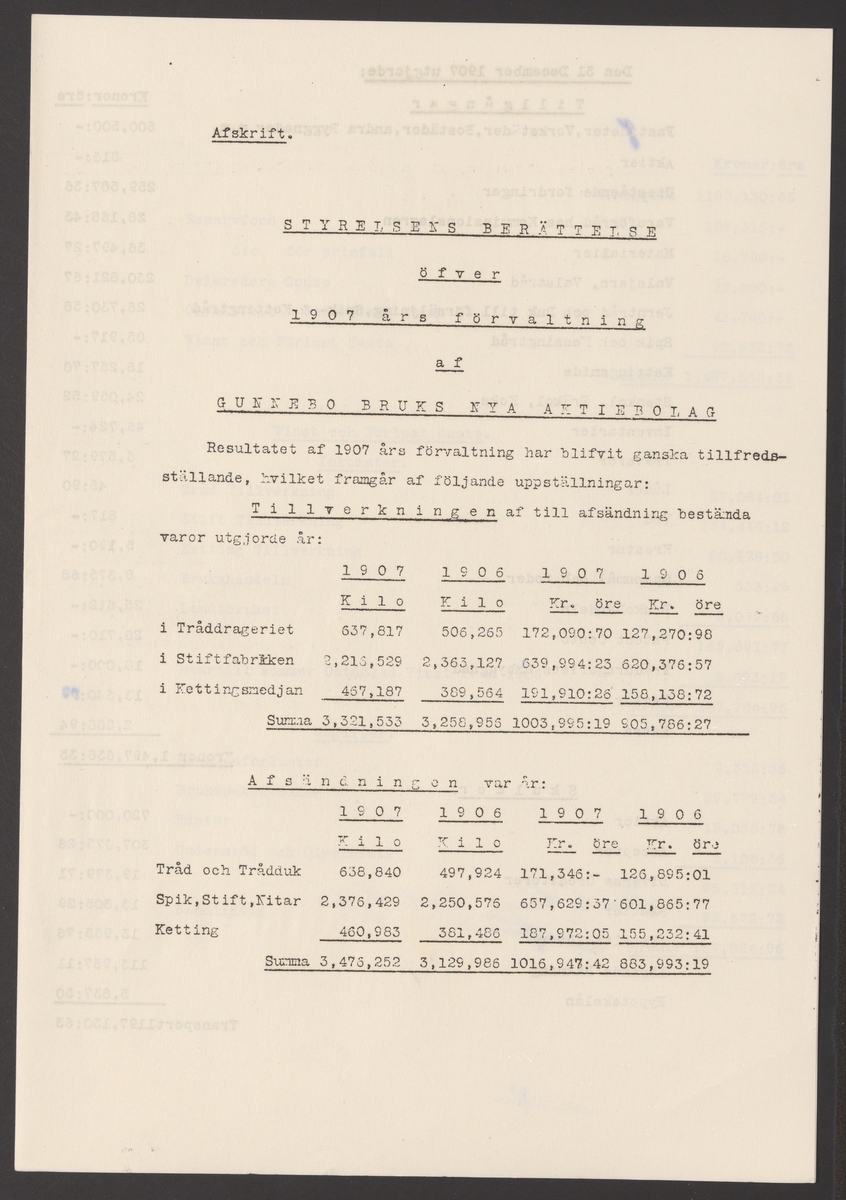 Afskrift.
STYRELSENS BERÄTTELSE
öfver
1907 års förvaltning
af
GUNNEBO BRUKS NYA AKTIEBOLAG
Resultatet af 1907 års förvaltning har blifvit ganska tillfreds-
ställande, hvilket framgår af följande uppställningar:
Tillverkningen af till afsändning bestämda
varor utgjorde år:
1907 1906 1907 1906
Kilo Kilo Kr. öre Kr. öre
i Tråddrageriet 637,817 506,265 172,090:70 127,270:98
i Stiftfabriken 2,216,529 2,363,127 639,994:23 620,376:57
i Kettingsmedjan 467,187 389,564 191,910:26 158,138:72
Summa 3,321,533 3,258,956 1003,995:19 905,786:27
Afsändningen var år:
1907 1906 1907 1906
Kilo Kilo Kr. öre Kr. öre
Tråd och Trådduk 638,840 497,924 171,346:- 126,895:01
Spik,Stift,Nitar 2,376,429 2,250,576 657,629:37 601,865:77
Ketting 460,983 381,486 187,972:05 155,232:41
Summa 3,476,252 3,129,986 1016,947:42 883,993:19